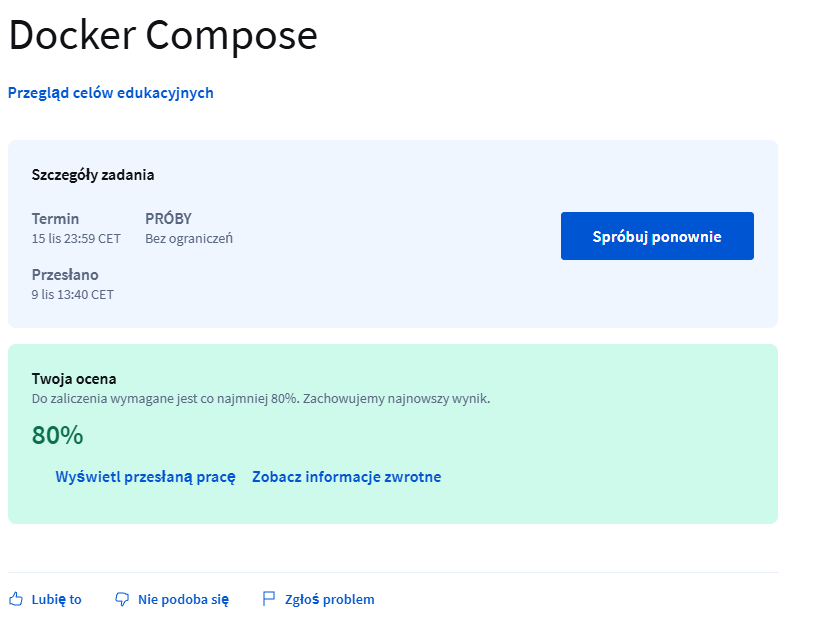 Docker Compose
Przegląd celów edukacyjnych
Szczegóły zadania
Termin
15 lis 23:59 CET
PRÓBY
Bez ograniczeń
Spróbuj ponownie
Przesłano
9 lis 13:40 CET
Twoja ocena
Do zaliczenia wymagane jest co najmniej 80%. Zachowujemy najnowszy wynik.
80%
Wyświetl przesłaną pracę Zobacz informacje zwrotne
Lubię to Nie podoba się Zgłoś problem